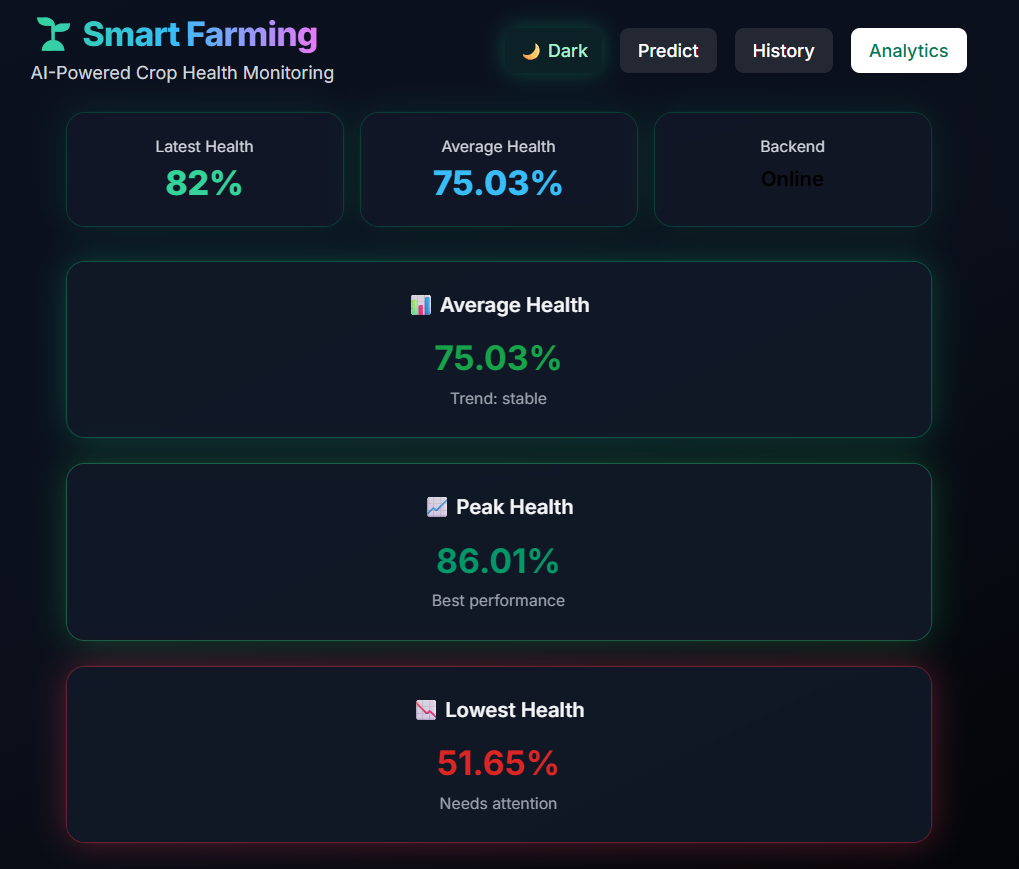 Smart Farming
AI-Powered Crop Health Monitoring
🌙 Dark
Predict
History
Analytics
Latest Health
82%
Average Health
75.03%
Backend
Online
📊 Average Health
75.03%
Trend: stable
📈 Peak Health
86.01%
Best performance
📉 Lowest Health
51.65%
Needs attention